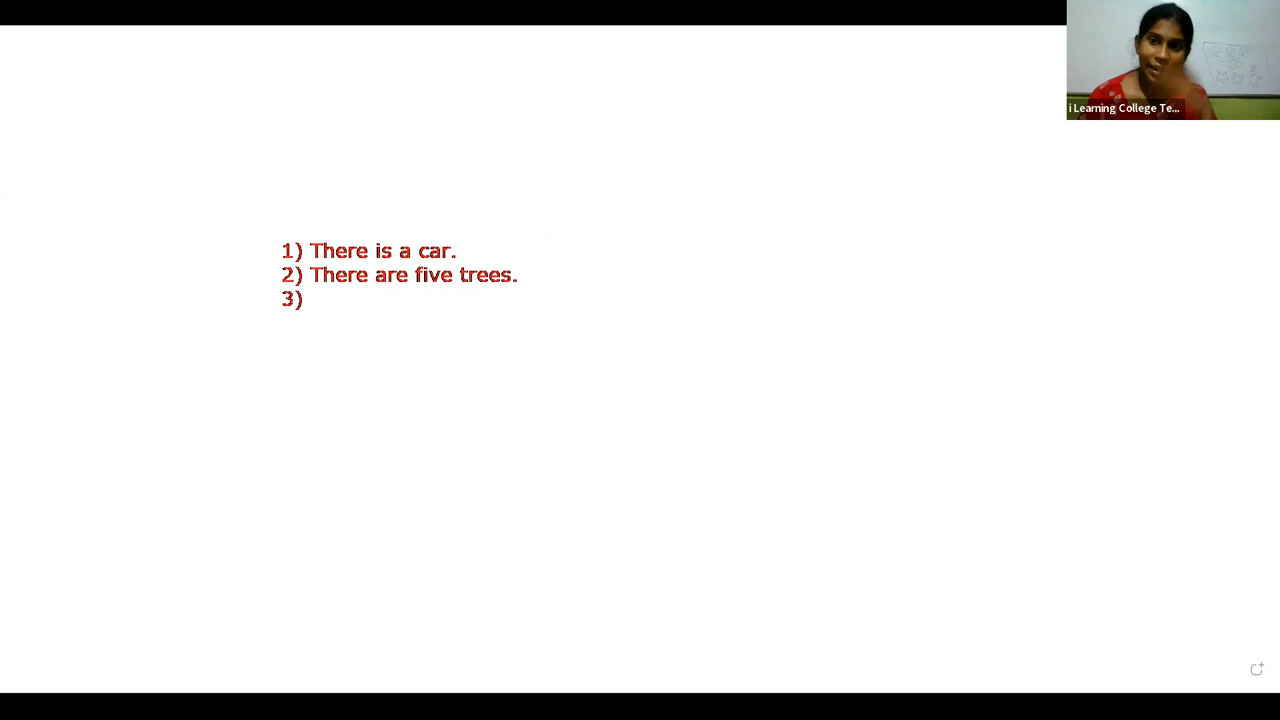 i Learning College Te...
1) There is a car.
2) There are five trees.
3)